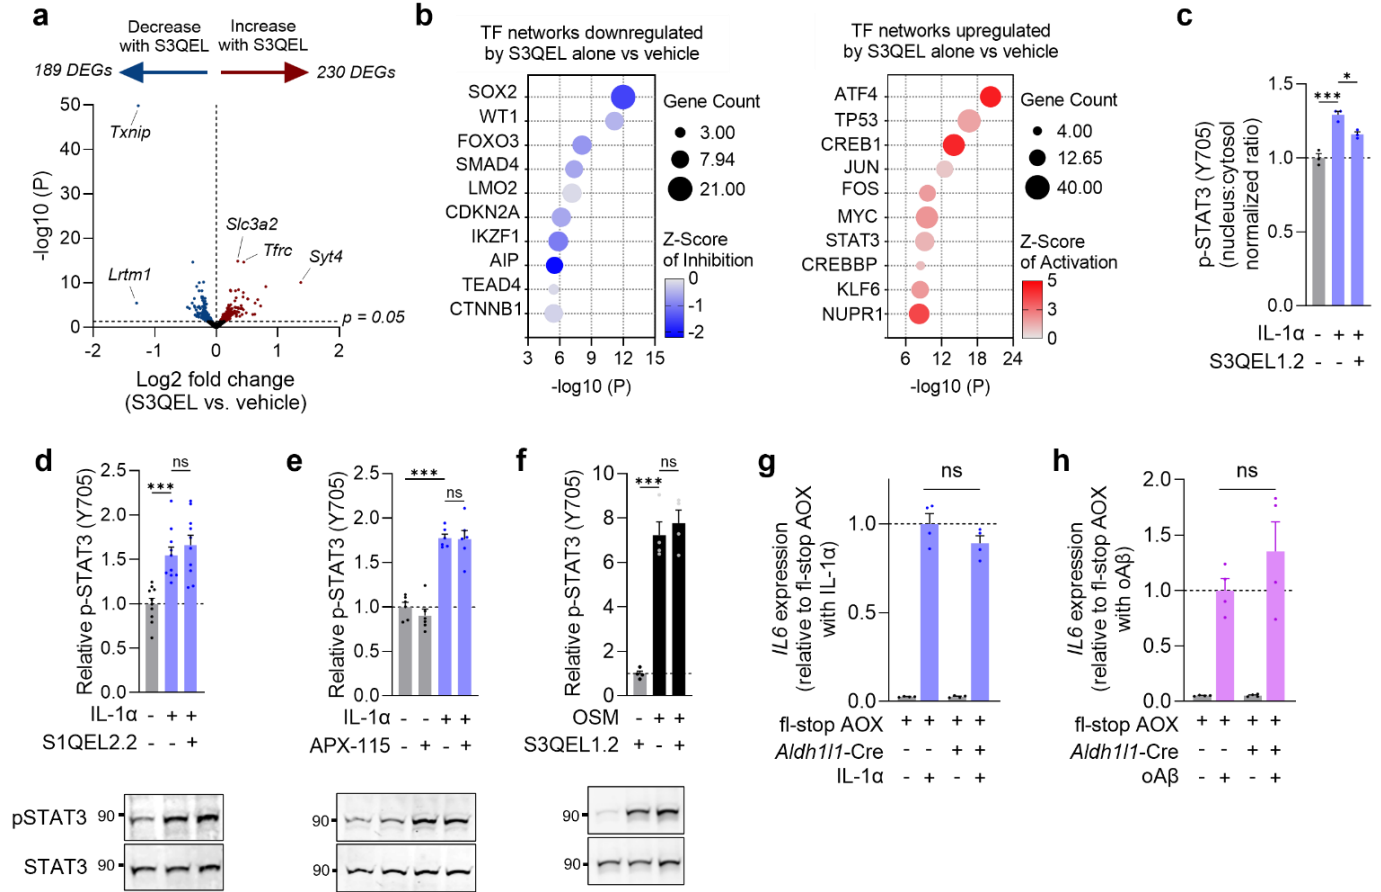 a
Decrease
with S3QEL
Increase
with S3QEL
189 DEGs
230 DEGs
50
40
30
20
10
0
-log10 (P)
Txnip
Slc3a2
Tfrc
Syt4
Lrtm1
p = 0.05
-2
-1
0
1
2
Log2 fold change
(S3QEL vs. vehicle)
b
TF networks downregulated
by S3QEL alone vs vehicle
SOX2
WT1
FOXO3
SMAD4
LMO2
CDKN2A
IKZF1
AIP
TEAD4
CTNNB1
3
6
9
12
15
-log10 (P)
Gene Count
3.00
7.94
21.00
Z-Score
of Inhibition
0
-1
-2
TF networks upregulated
by S3QEL alone vs vehicle
ATF4
TP53
CREB1
JUN
FOS
MYC
STAT3
CREBBP
KLF6
NUPR1
6
12
18
24
-log10 (P)
Gene Count
4.00
12.65
40.00
Z-Score
of Activation
5
3
2
0
c
p-STAT3 (Y705)
(nucleus:cytosol
normalized ratio)
1.5
1.0
0.5
0.0
***
*
IL-1α - + +
S3QEL1.2 - - +
d
Relative p-STAT3 (Y705)
2.5
2.0
1.5
1.0
0.5
0.0
***
ns
IL-1α - + +
S1QEL2.2 - - +
pSTAT3 90
STAT3 90
e
Relative p-STAT3 (Y705)
2.5
2.0
1.5
1.0
0.5
0.0
***
ns
IL-1α - - + +
APX-115 - + - +
90
90
f
Relative p-STAT3 (Y705)
10
8
6
4
2
0
***
ns
OSM - + +
S3QEL1.2 + - +
90
90
g
IL6 expression
(relative to fl-stop AOX
with IL-1α)
1.0
0.5
0.0
ns
fl-stop AOX + + + +
Aldh1l1-Cre - - + +
IL-1α - + - +
h
IL6 expression
(relative to fl-stop AOX
with oAβ)
2.0
1.5
1.0
0.5
0.0
ns
fl-stop AOX + + + +
Aldh1l1-Cre - - + +
oAβ - + - +